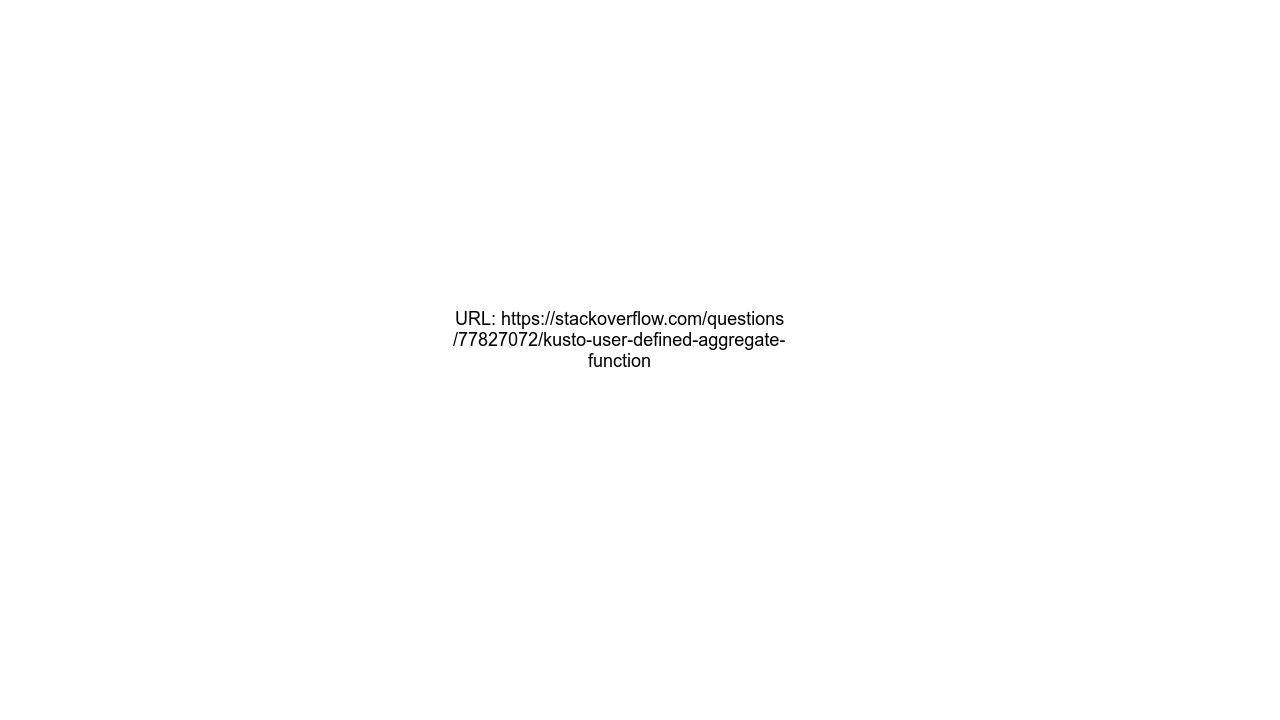 URL: https://stackoverflow.com/questions
/77827072/kusto-user-defined-aggregate-
function